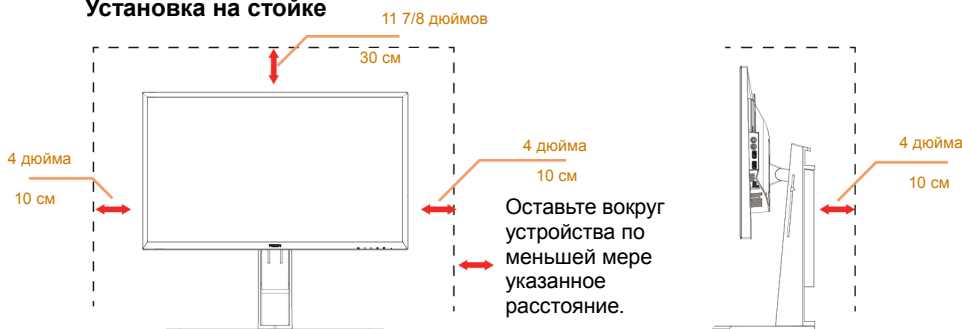 Установка на стойке
11 7/8 дюймов
30 см
4 дюйма
10 см
4 дюйма
10 см
Оставьте вокруг
устройства по
меньшей мере
указанное
расстояние.
4 дюйма
10 см